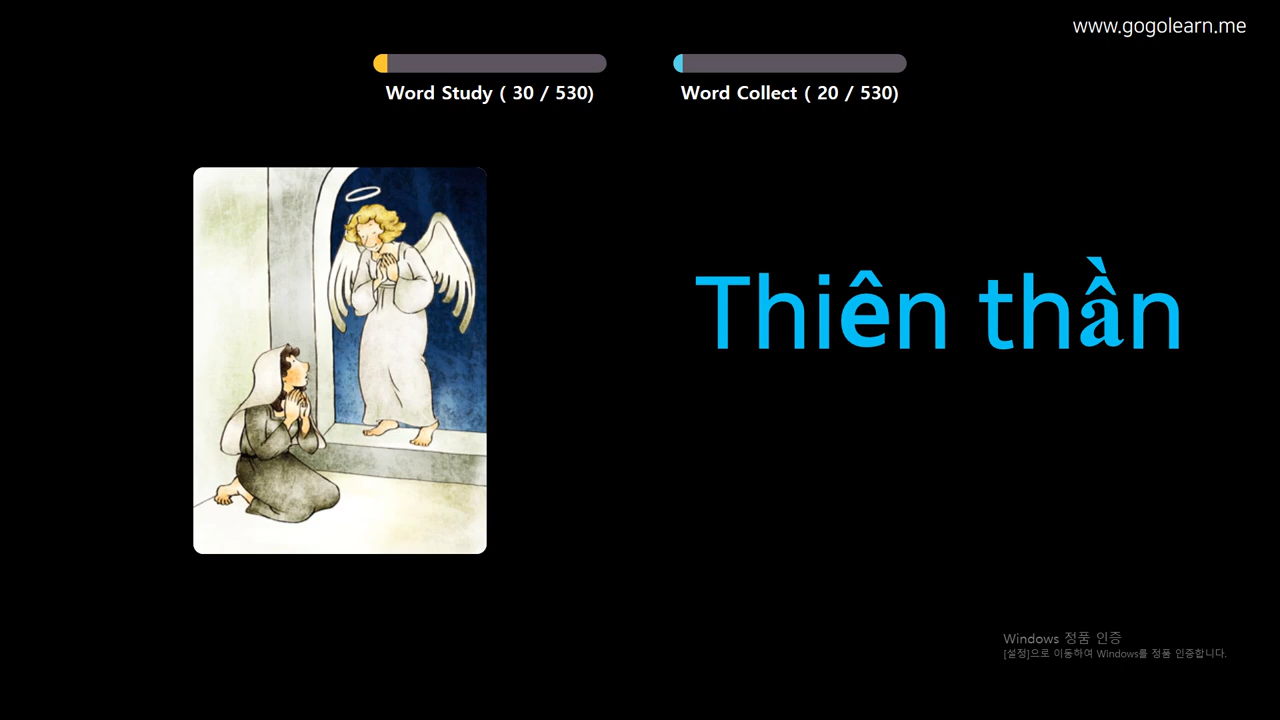 www.gogolearn.me
Word Study ( 30 / 530)
Word Collect ( 20 / 530)
Thiên thần
Windows 정품 인증
[설정]으로 이동하여 Windows를 정품 인증합니다.